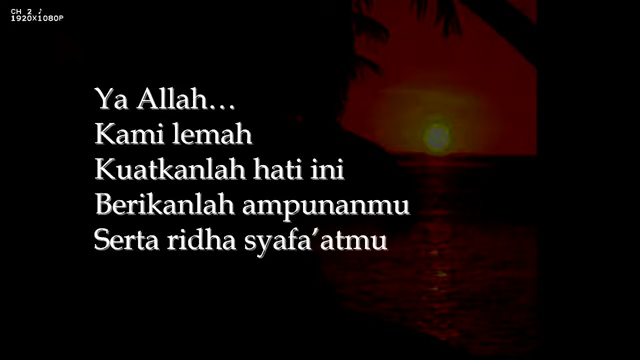 CH 2 ♪
1920X1080P
Ya Allah…
Kami lemah
Kuatkanlah hati ini
Berikanlah ampunanmu
Serta ridha syafa’atmu